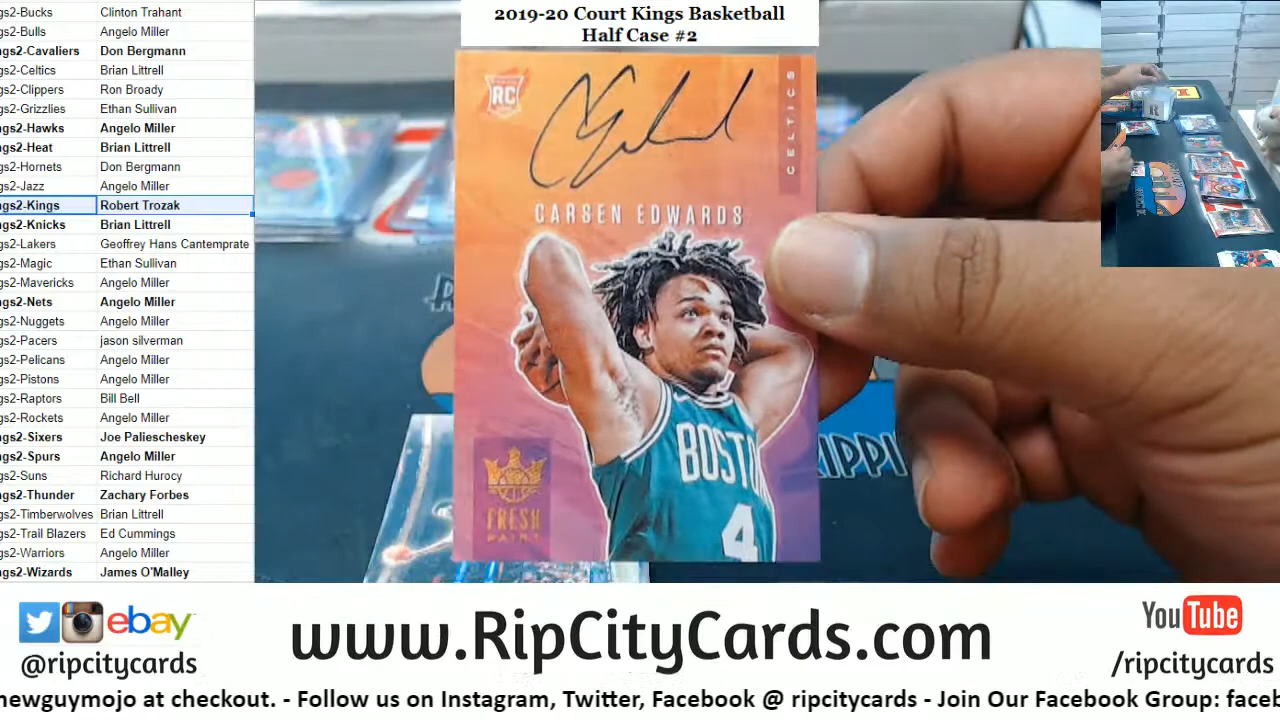 gs2-Bucks Clinton Trahant
gs2-Bulls Angelo Miller
ngs2-Cavaliers Don Bergmann
gs2-Celtics Brian Littrell
gs2-Clippers Ron Broady
gs2-Grizzlies Ethan Sullivan
ngs2-Hawks Angelo Miller
ngs2-Heat Brian Littrell
gs2-Hornets Don Bergmann
gs2-Jazz Angelo Miller
ngs2-Kings Robert Trozak
ngs2-Knicks Brian Littrell
gs2-Lakers Geoffrey Hans Cantemprate
gs2-Magic Ethan Sullivan
gs2-Mavericks Angelo Miller
ngs2-Nets Angelo Miller
gs2-Nuggets Angelo Miller
gs2-Pacers jason silverman
gs2-Pelicans Angelo Miller
gs2-Pistons Angelo Miller
gs2-Raptors Bill Bell
gs2-Rockets Angelo Miller
ngs2-Sixers Joe Paliescheskey
ngs2-Spurs Angelo Miller
gs2-Suns Richard Hurocy
ngs2-Thunder Zachary Forbes
gs2-Timberwolves Brian Littrell
gs2-Trail Blazers Ed Cummings
gs2-Warriors Angelo Miller
ngs2-Wizards James O'Malley
2019-20 Court Kings Basketball
Half Case #2
RC
CELTICS
CARSEN EDWARDS
BOSTON
4
FRESH
PAINT
RIPPI
ebay
@ripcitycards
www.RipCityCards.com
YouTube
/ripcitycards
newguymojo at checkout. - Follow us on Instagram, Twitter, Facebook @ ripcitycards - Join Our Facebook Group: faceb